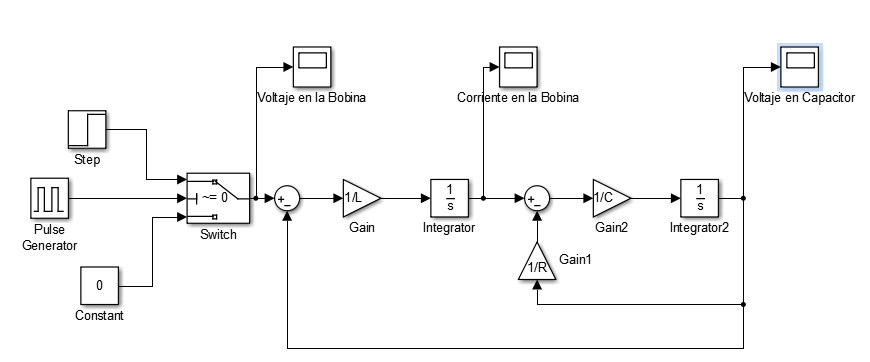 Voltaje en la Bobina
Corriente en la Bobina
Voltaje en Capacitor
Step
~= 0
Switch
Pulse
Generator
0
Constant
+
−
1/L
Gain
1
s
Integrator
+
−
1/C
Gain2
1
s
Integrator2
1/R
Gain1